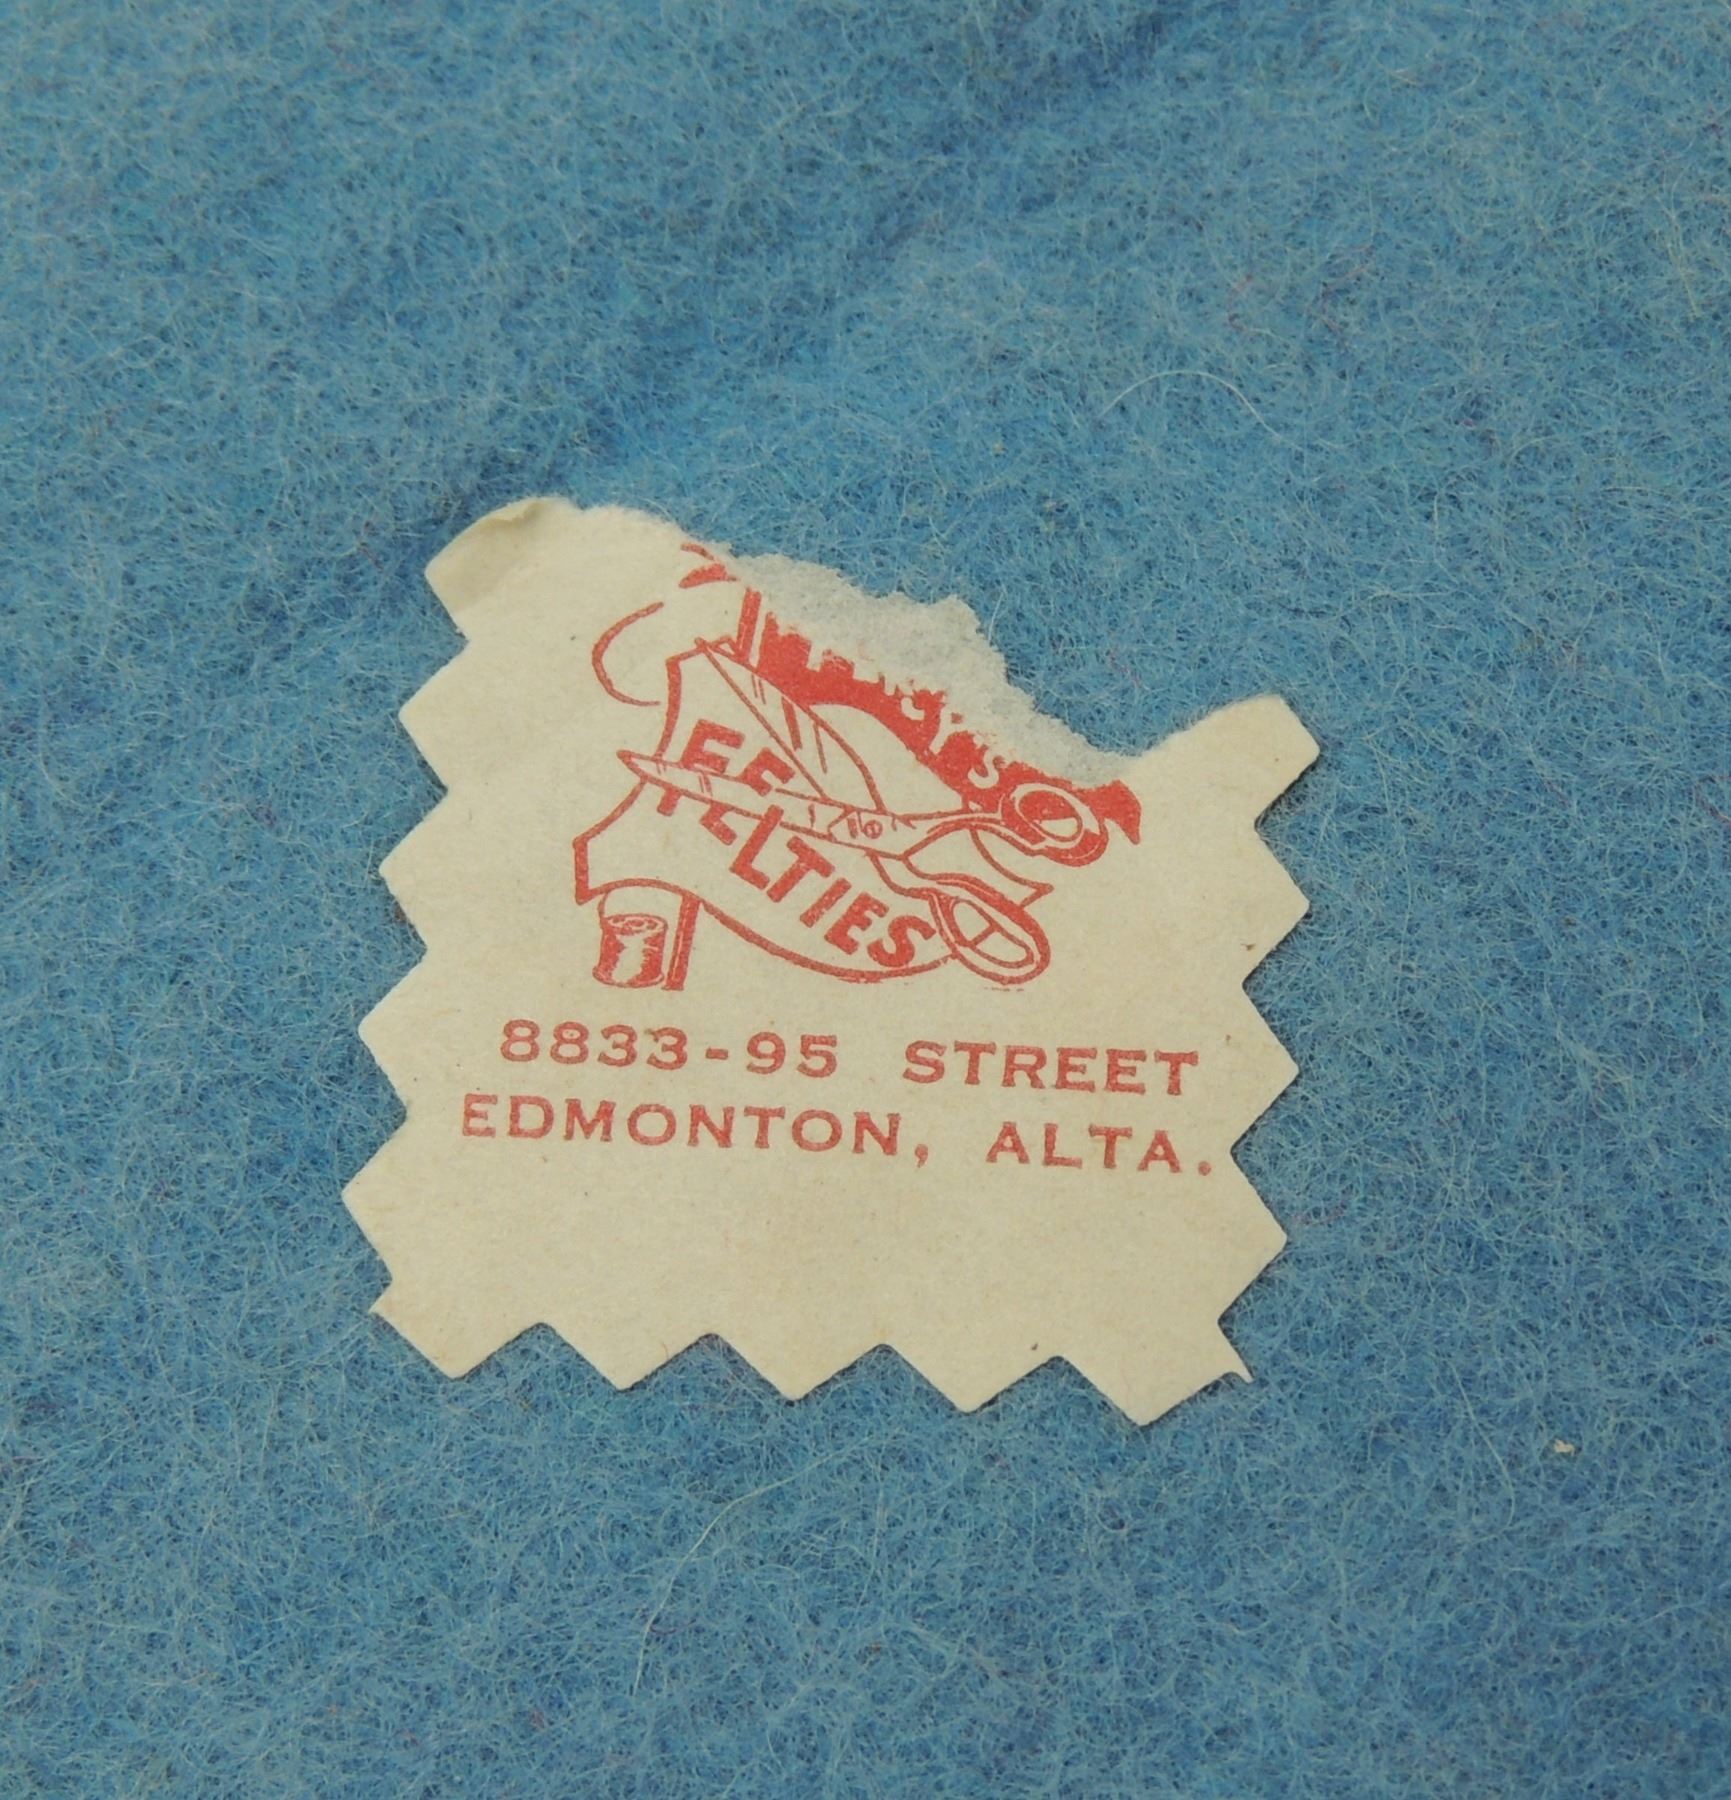 FELTIES
8833-95 STREET
EDMONTON, ALTA.